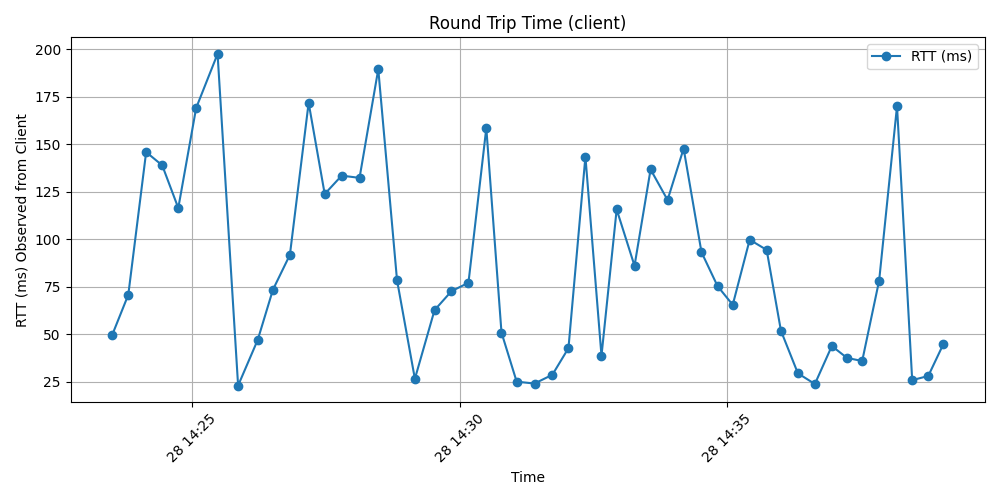 Round Trip Time (client)
RTT (ms)
RTT (ms) Observed from Client
200
175
150
125
100
75
50
25
28 14:25
28 14:30
28 14:35
Time